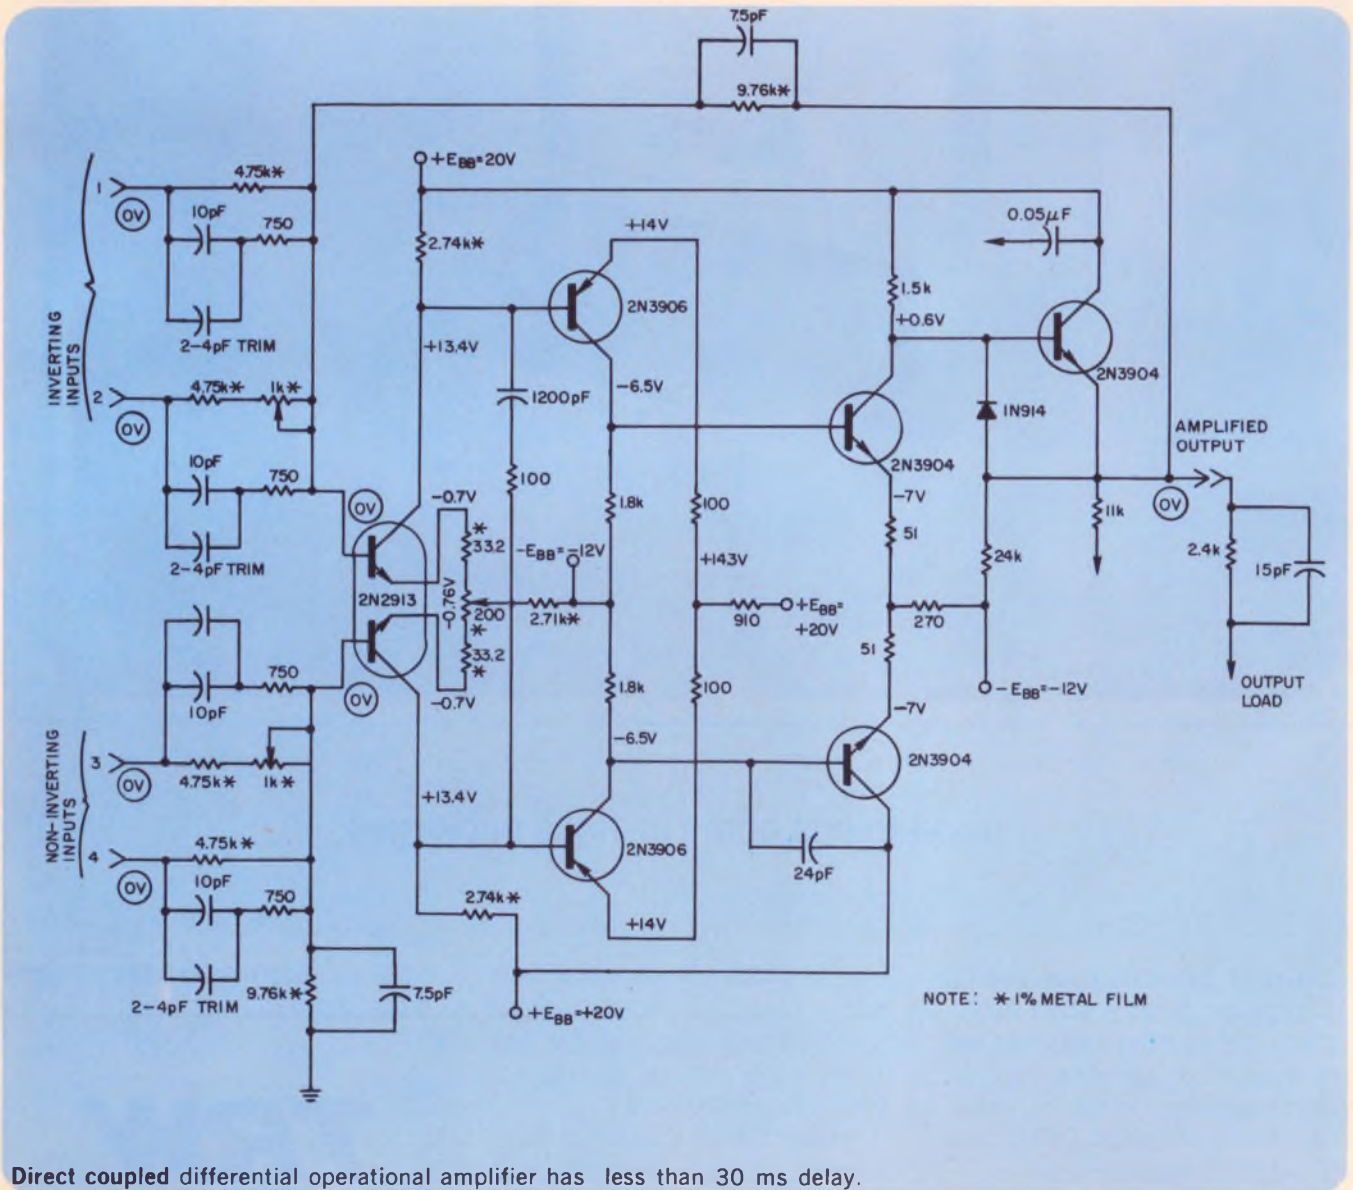 7.5pF
9.76k*
+EBB=20V
INVERTING
INPUTS
1
OV
4.75k*
10pF
750
2-4pF TRIM
2
OV
4.75k*
1k*
10pF
750
2-4pF TRIM
2.74k*
+13.4V
+14V
2N3906
-6.5V
1200pF
100
1.8k
100
+14.3V
0.05μF
1.5k
+0.6V
2N3904
1N914
2N3904
-7V
51
AMPLIFIED
OUTPUT
OV
11k
2.4k
15pF
24k
OV
-0.7V
*
33.2
-EBB=-12V
2N2913
-0.76V
200
*
2.71k*
33.2
*
-0.7V
OV
910
+EBB=
+20V
270
51
-EBB=-12V
OUTPUT
LOAD
750
10pF
NON-INVERTING
INPUTS
3
OV
4.75k*
1k*
4
OV
4.75k*
10pF
750
2-4pF TRIM
9.76k*
7.5pF
1.8k
100
-6.5V
-7V
2N3904
+13.4V
2N3906
24pF
2.74k*
+14V
+EBB=+20V
NOTE: * 1% METAL FILM
Direct coupled differential operational amplifier has less than 30 ms delay.